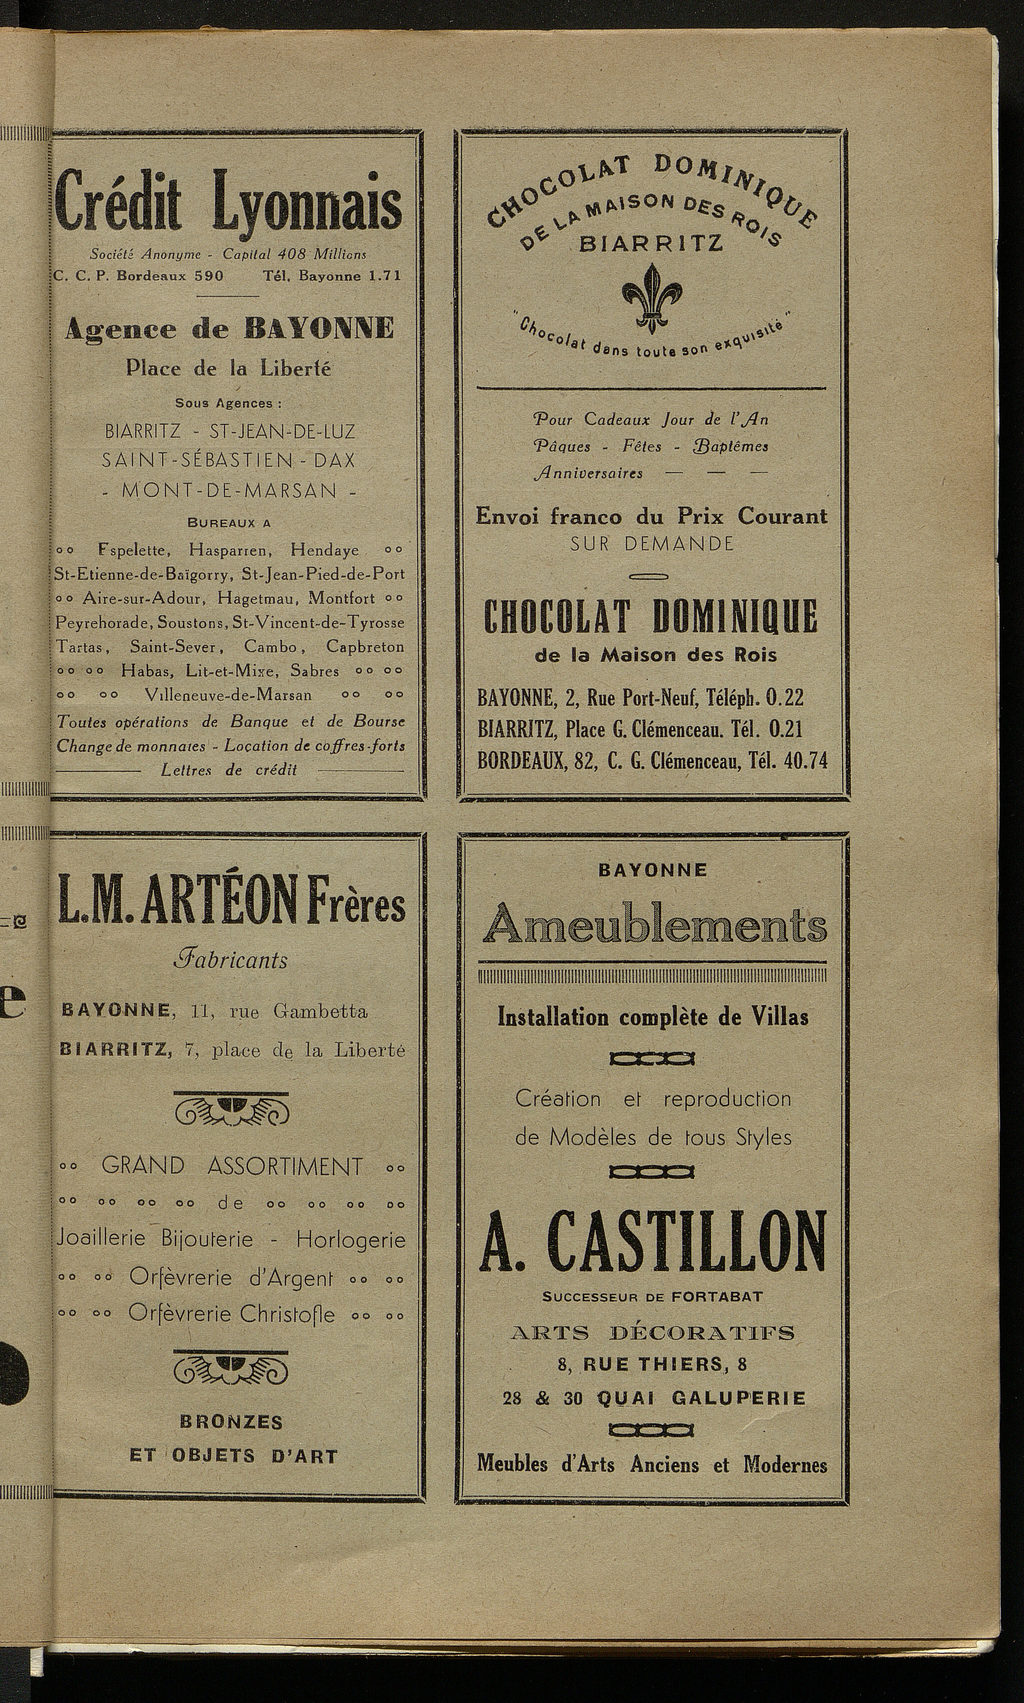 Crédit Lyonnais
Société Anonyme - Capital 408 Millions
C. C. P. Bordeaux 590 Tél. Bayonne 1.71
Agence de BAYONNE
Place de la Liberté
Sous Agences :
BIARRITZ - ST-JEAN-DE-LUZ
SAINT-SÉBASTIEN - DAX
- MONT-DE-MARSAN -
BUREAUX A
Espelette, Hasparren, Hendaye
St-Etienne-de-Baïgorry, St-Jean-Pied-de-Port
Aire-sur-Adour, Hagetmau, Montfort
Peyrehorade, Soustons, St-Vincent-de-Tyrosse
Tartas, Saint-Sever, Cambo, Capbreton
Habas, Lit-et-Mixe, Sabres
Villeneuve-de-Marsan
Toutes opérations de Banque et de Bourse
Change de monnaies - Location de coffres-forts
Lettres de crédit
CHOCOLAT DOMINIQUE
DE LA MAISON DES ROIS
BIARRITZ
"Chocolat dans toute son exquisité"
Pour Cadeaux Jour de l'An
Pâques - Fêtes - Baptêmes
Anniversaires — — —
Envoi franco du Prix Courant
SUR DEMANDE
CHOCOLAT DOMINIQUE
de la Maison des Rois
BAYONNE, 2, Rue Port-Neuf, Téléph. 0.22
BIARRITZ, Place G. Clémenceau. Tél. 0.21
BORDEAUX, 82, C. G. Clémenceau, Tél. 40.74
L.M. ARTÉON Frères
Fabricants
BAYONNE, 11, rue Gambetta
BIARRITZ, 7, place de la Liberté
GRAND ASSORTIMENT
de
Joaillerie Bijouterie - Horlogerie
Orfèvrerie d'Argent
Orfèvrerie Christofle
BRONZES
ET OBJETS D'ART
BAYONNE
Ameublements
Installation complète de Villas
Création et reproduction
de Modèles de tous Styles
A. CASTILLON
SUCCESSEUR DE FORTABAT
ARTS DÉCORATIFS
8, RUE THIERS, 8
28 & 30 QUAI GALUPERIE
Meubles d'Arts Anciens et Modernes